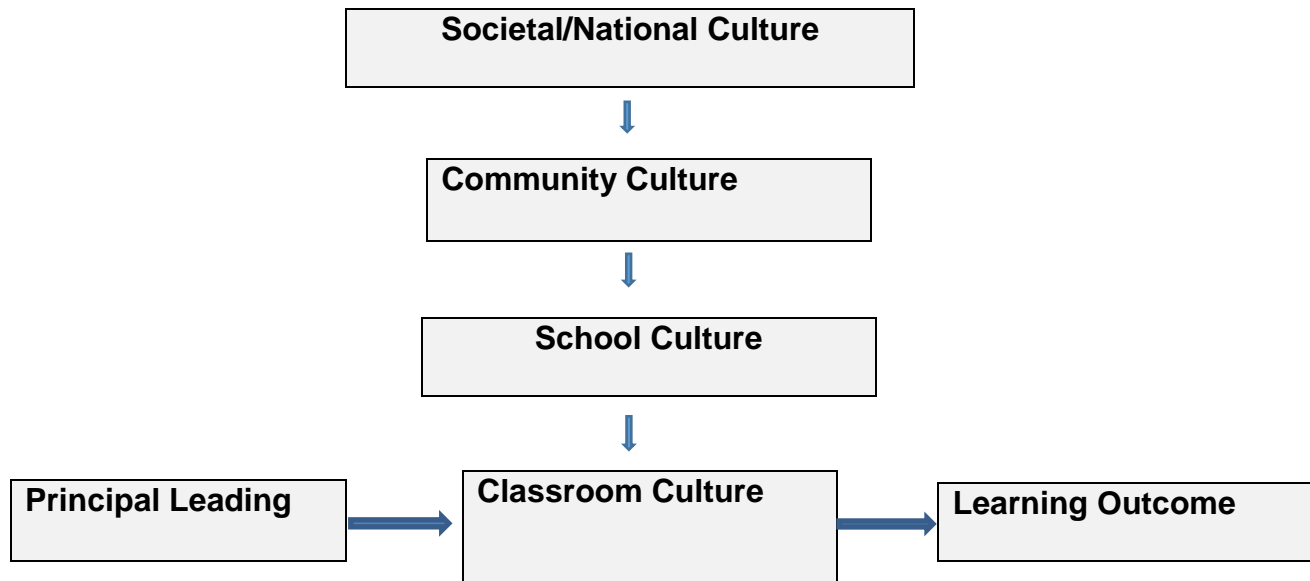 Societal/National Culture
Community Culture
School Culture
Principal Leading
Classroom Culture
Learning Outcome